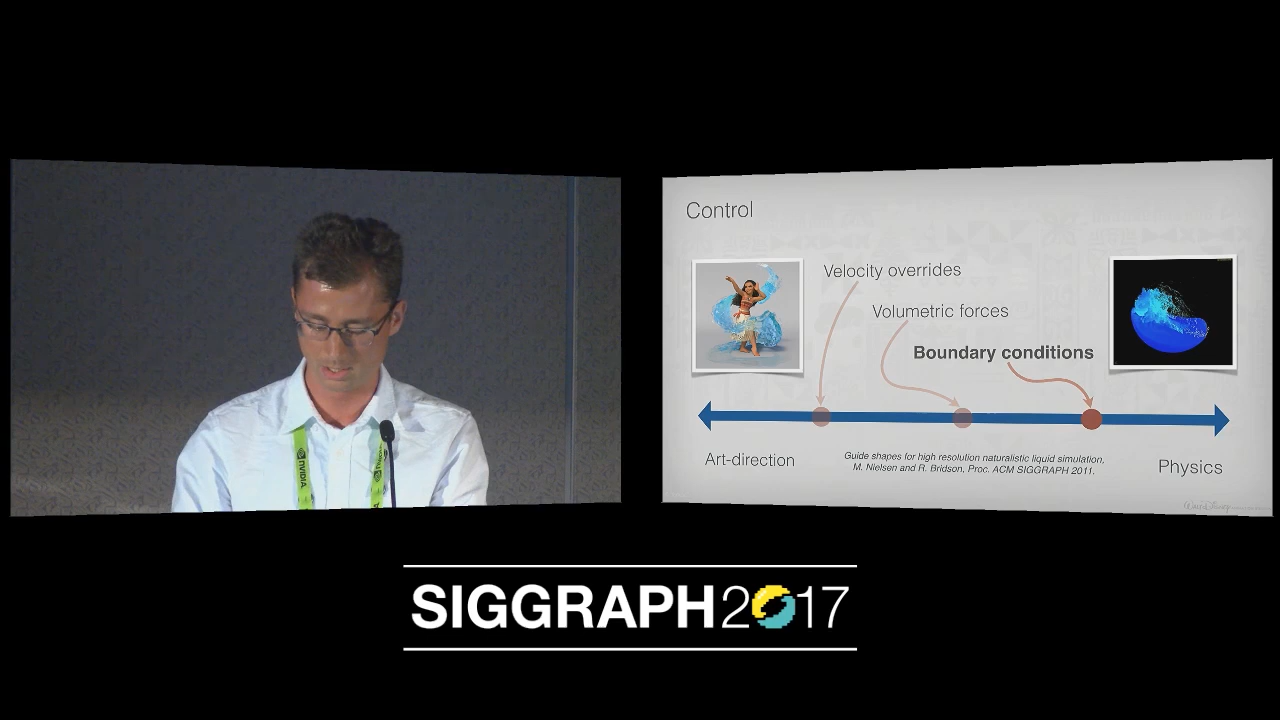 Control
Velocity overrides
Volumetric forces
Boundary conditions
Art-direction
Guide shapes for high resolution naturalistic liquid simulation,
M. Nielsen and R. Bridson, Proc. ACM SIGGRAPH 2011.
Physics
NVIDIA
SIGGRAPH2017